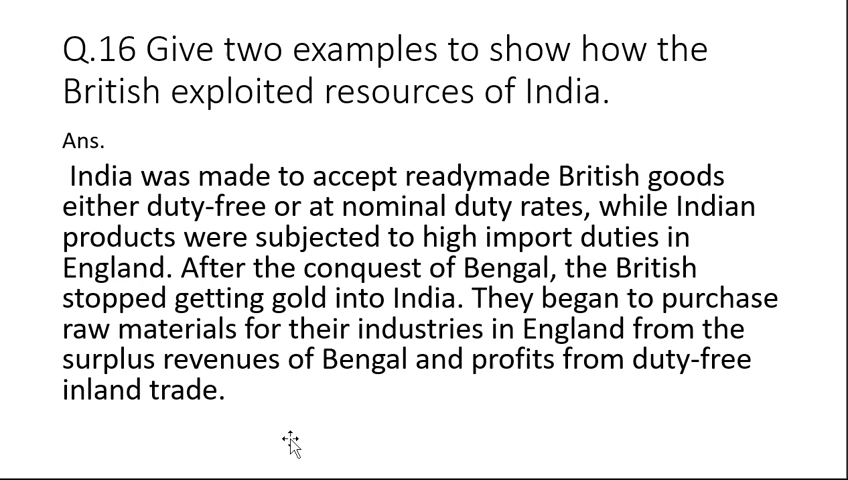 Q.16 Give two examples to show how the
British exploited resources of India.
Ans.
India was made to accept readymade British goods
either duty-free or at nominal duty rates, while Indian
products were subjected to high import duties in
England. After the conquest of Bengal, the British
stopped getting gold into India. They began to purchase
raw materials for their industries in England from the
surplus revenues of Bengal and profits from duty-free
inland trade.